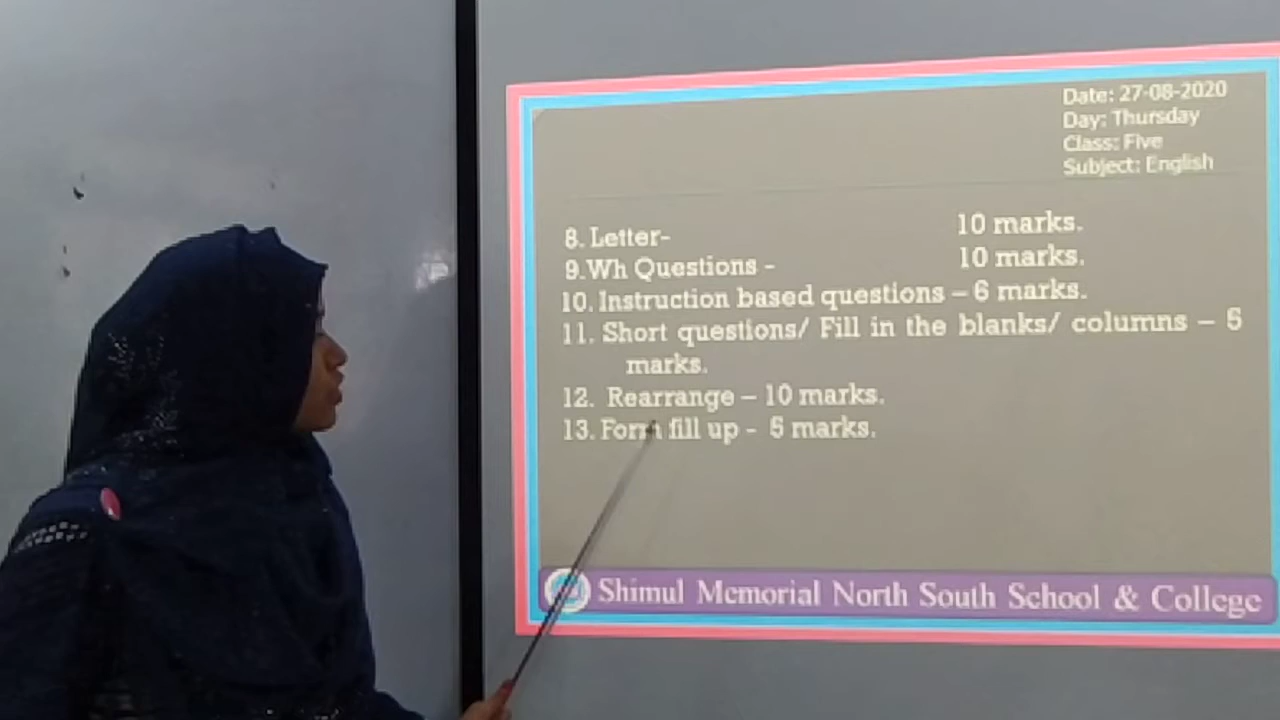 Date: 27-08-2020
Day: Thursday
Class: Five
Subject: English
8. Letter- 10 marks.
9.Wh Questions - 10 marks.
10. Instruction based questions – 6 marks.
11. Short questions/ Fill in the blanks/ columns – 5
marks.
12. Rearrange – 10 marks.
13. Form fill up - 5 marks.
Shimul Memorial North South School & College